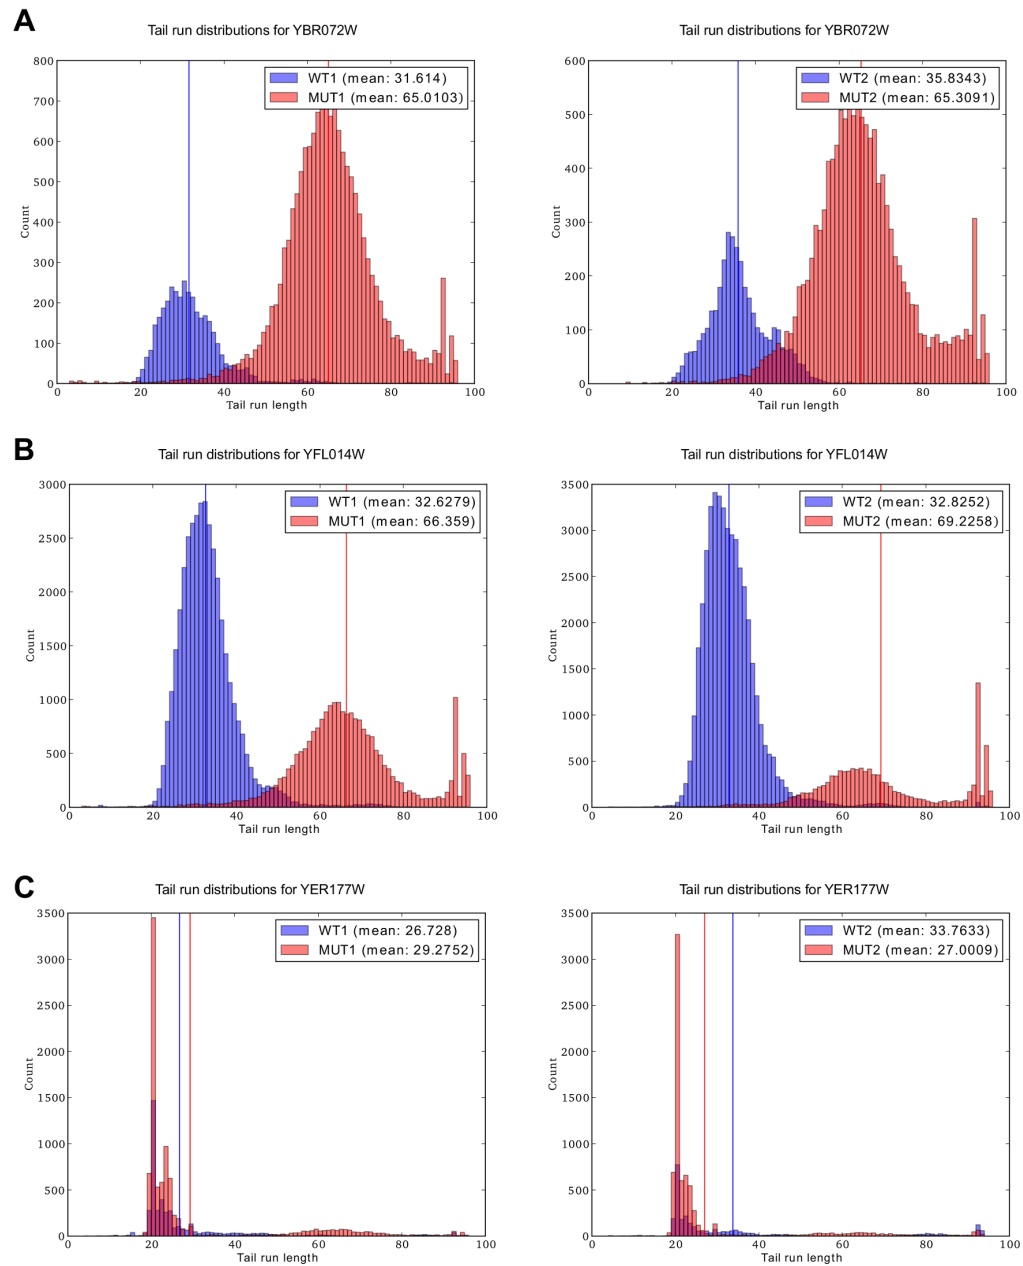 A
Tail run distributions for YBR072W
800
700
600
500
400
300
200
100
0
0 20 40 60 80 100
Count
Tail run length
WT1 (mean: 31.614)
MUT1 (mean: 65.0103)
Tail run distributions for YBR072W
600
500
400
300
200
100
0
0 20 40 60 80 100
Count
Tail run length
WT2 (mean: 35.8343)
MUT2 (mean: 65.3091)
B
Tail run distributions for YFL014W
3000
2500
2000
1500
1000
500
0
0 20 40 60 80 100
Count
Tail run length
WT1 (mean: 32.6279)
MUT1 (mean: 66.359)
Tail run distributions for YFL014W
3500
3000
2500
2000
1500
1000
500
0
0 20 40 60 80 100
Count
Tail run length
WT2 (mean: 32.8252)
MUT2 (mean: 69.2258)
C
Tail run distributions for YER177W
3500
3000
2500
2000
1500
1000
500
0
0 20 40 60 80 100
Count
Tail run length
WT1 (mean: 26.728)
MUT1 (mean: 29.2752)
Tail run distributions for YER177W
3500
3000
2500
2000
1500
1000
500
0
0 20 40 60 80 100
Count
Tail run length
WT2 (mean: 33.7633)
MUT2 (mean: 27.0009)